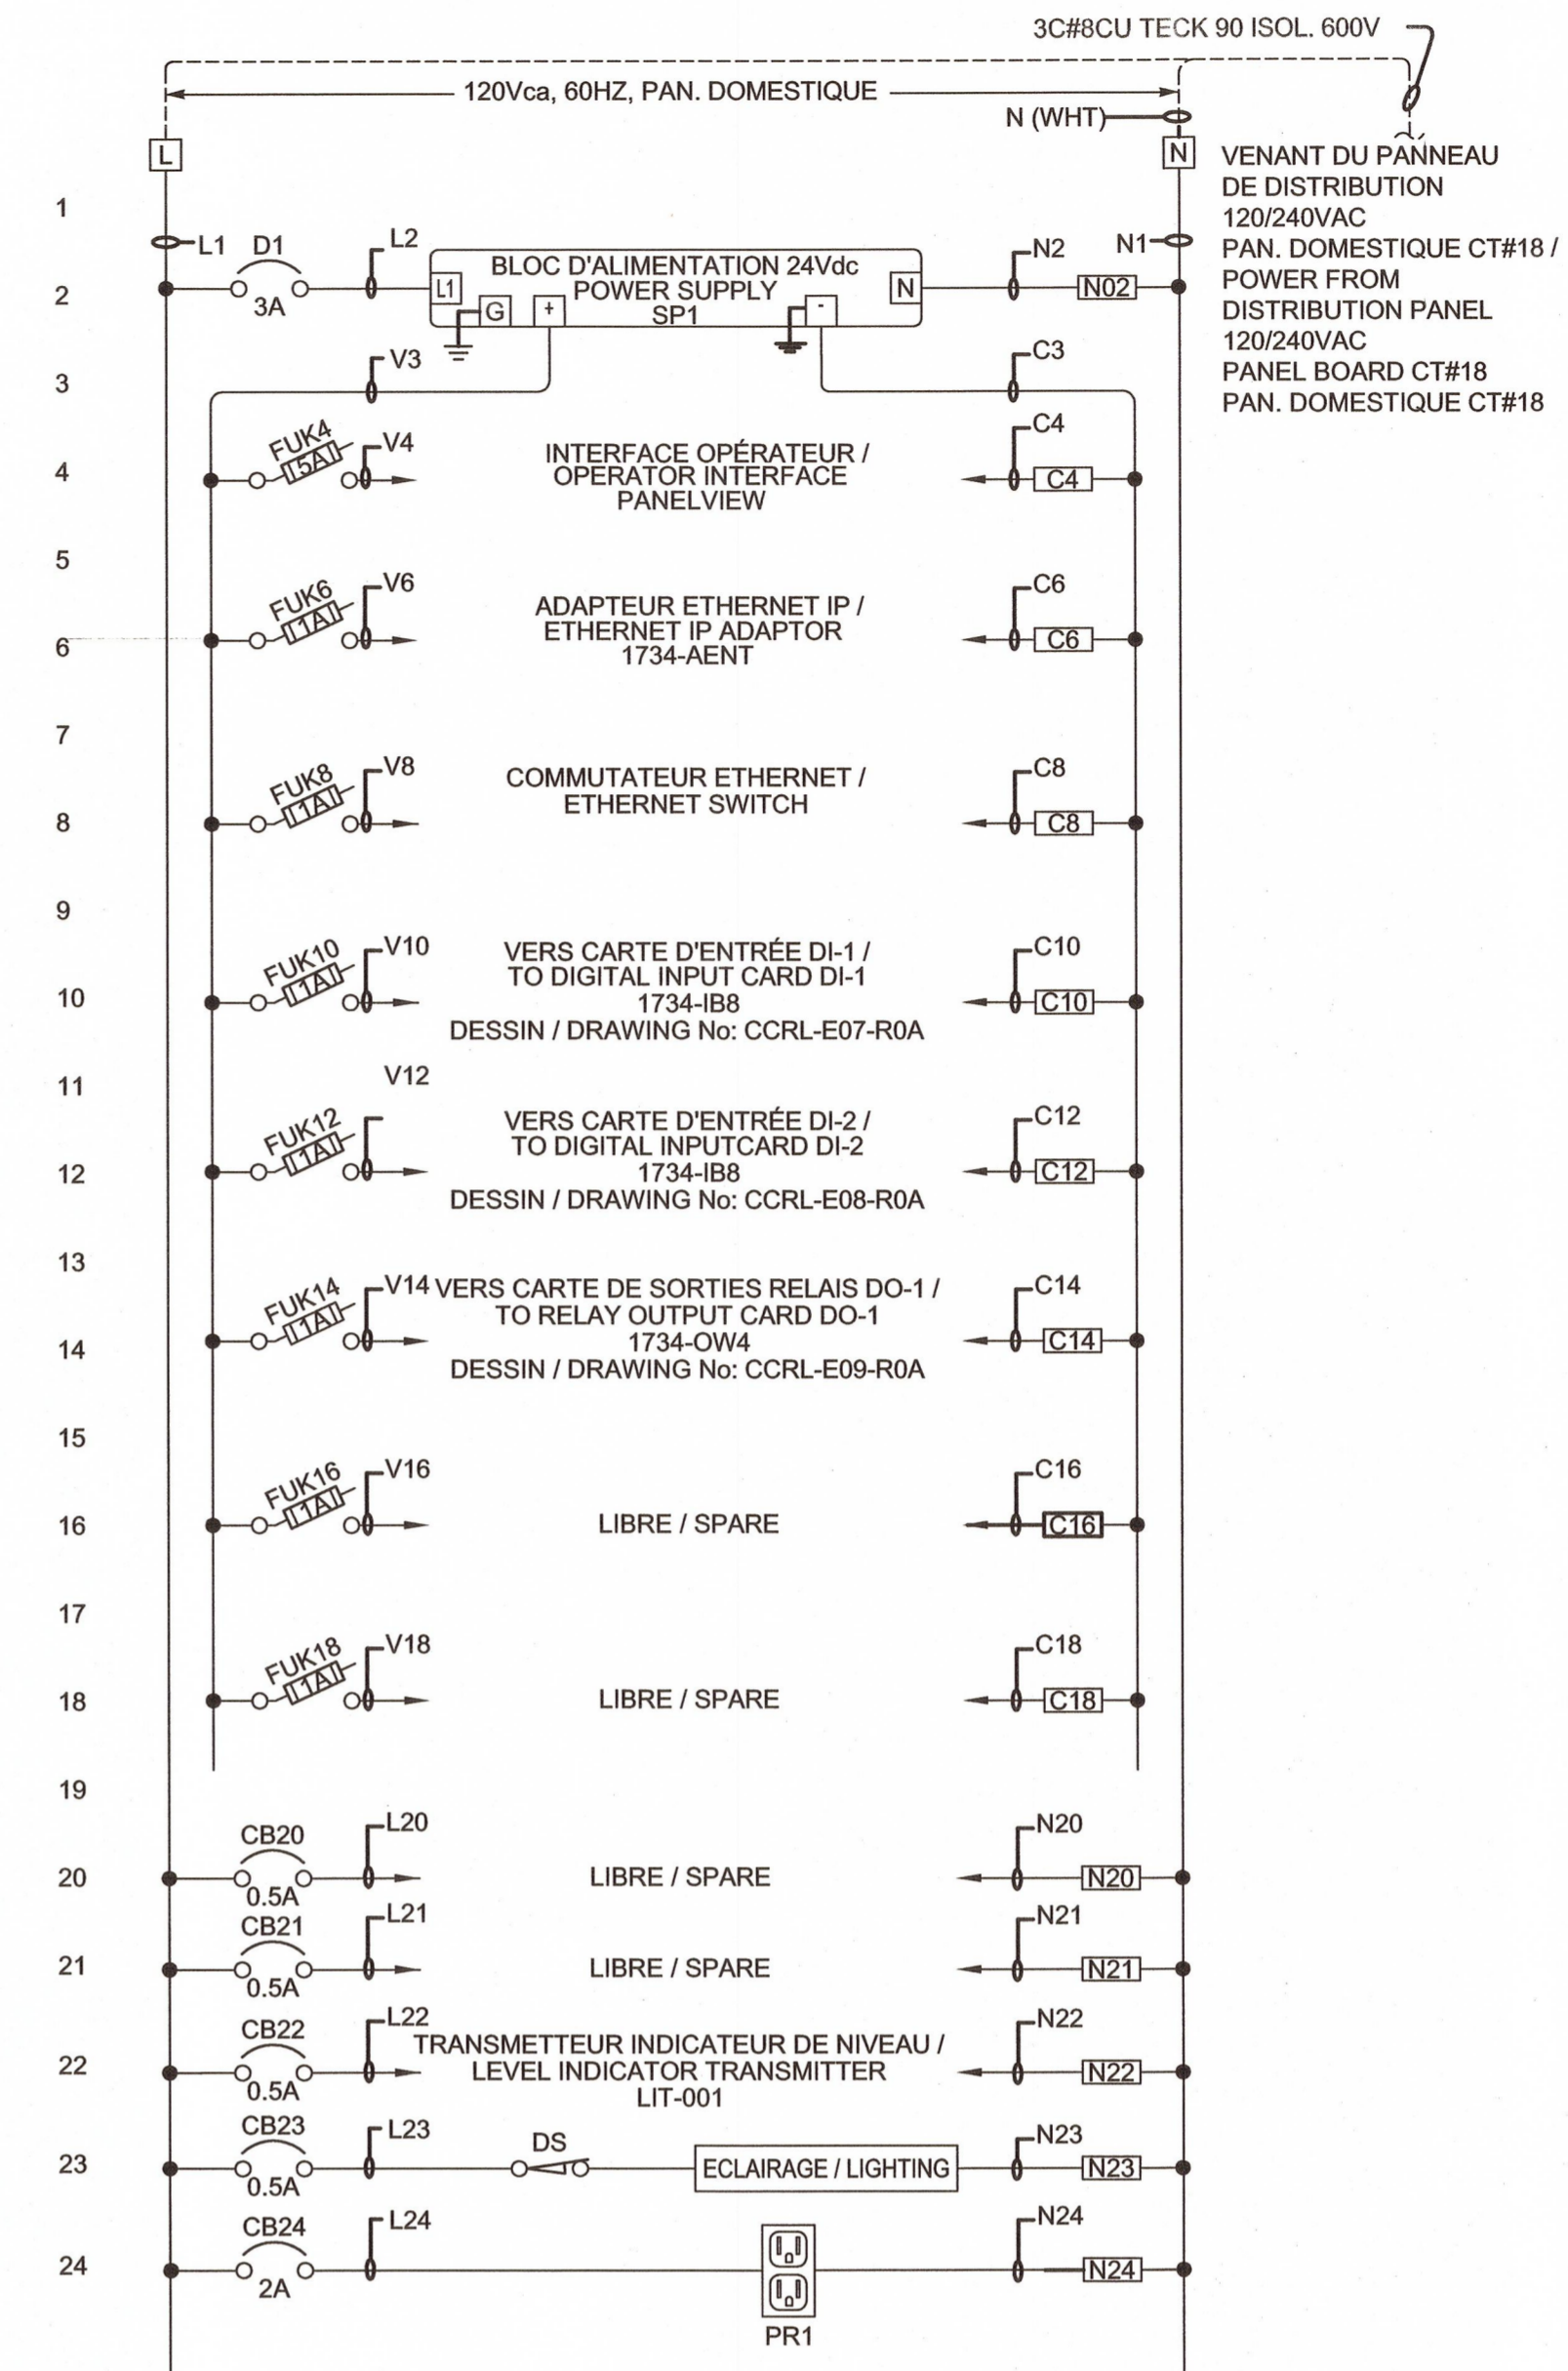 3C#8CU TECK 90 ISOL. 600V
120Vca, 60HZ, PAN. DOMESTIQUE
N (WHT)
L
N
VENANT DU PANNEAU
DE DISTRIBUTION
120/240VAC
PAN. DOMESTIQUE CT#18 /
POWER FROM
DISTRIBUTION PANEL
120/240VAC
PANEL BOARD CT#18
PAN. DOMESTIQUE CT#18
1
L1
D1
L2
N2
N1
2
3A
L1
BLOC D'ALIMENTATION 24Vdc
POWER SUPPLY
SP1
G
+
-
N
N02
3
V3
C3
4
FUK4
5A
V4
INTERFACE OPÉRATEUR /
OPERATOR INTERFACE
PANELVIEW
C4
C4
5
6
FUK6
1A
V6
ADAPTEUR ETHERNET IP /
ETHERNET IP ADAPTOR
1734-AENT
C6
C6
7
8
FUK8
1A
V8
COMMUTATEUR ETHERNET /
ETHERNET SWITCH
C8
C8
9
10
FUK10
1A
V10
VERS CARTE D'ENTRÉE DI-1 /
TO DIGITAL INPUT CARD DI-1
1734-IB8
DESSIN / DRAWING No: CCRL-E07-R0A
C10
C10
11
V12
12
FUK12
1A
VERS CARTE D'ENTRÉE DI-2 /
TO DIGITAL INPUTCARD DI-2
1734-IB8
DESSIN / DRAWING No: CCRL-E08-R0A
C12
C12
13
14
FUK14
1A
V14
VERS CARTE DE SORTIES RELAIS DO-1 /
TO RELAY OUTPUT CARD DO-1
1734-OW4
DESSIN / DRAWING No: CCRL-E09-R0A
C14
C14
15
16
FUK16
1A
V16
LIBRE / SPARE
C16
C16
17
18
FUK18
1A
V18
LIBRE / SPARE
C18
C18
19
20
CB20
0.5A
L20
LIBRE / SPARE
N20
N20
21
CB21
0.5A
L21
LIBRE / SPARE
N21
N21
22
CB22
0.5A
L22
TRANSMETTEUR INDICATEUR DE NIVEAU /
LEVEL INDICATOR TRANSMITTER
LIT-001
N22
N22
23
CB23
0.5A
L23
DS
ECLAIRAGE / LIGHTING
N23
N23
24
CB24
2A
L24
PR1
N24
N24